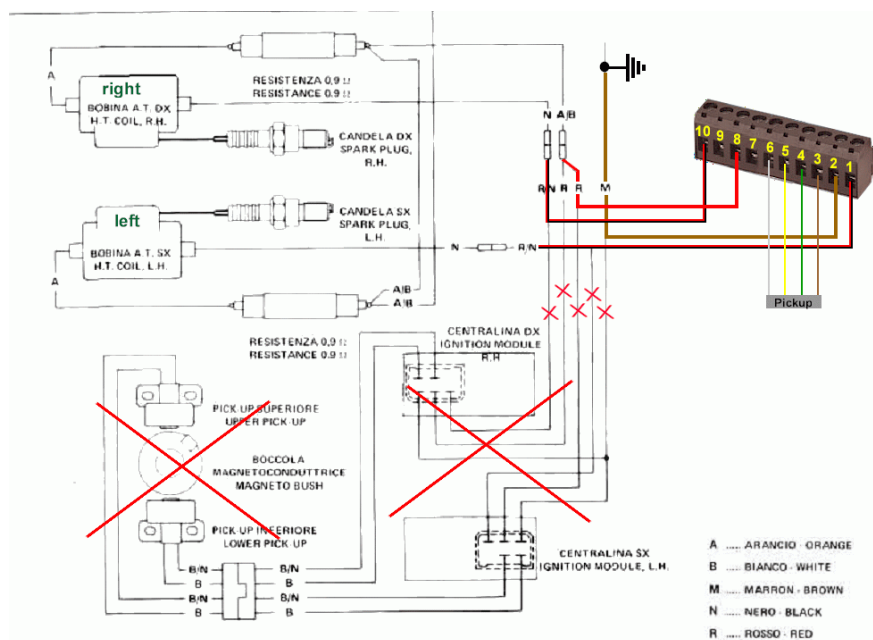 A
right
BOBINA A.T. DX
H.T. COIL, R.H.
RESISTENZA 0,9 Ω
RESISTANCE 0.9 Ω
CANDELA DX
SPARK PLUG,
R.H.
N A/B
R/N R R M
10 9 8 7 6 5 4 3 2 1
Pickup
left
BOBINA A.T. SX
H.T. COIL, L.H.
CANDELA SX
SPARK PLUG,
L.H.
N R/N
A
A/B
A/B
RESISTENZA 0,9 Ω
RESISTANCE 0.9 Ω
CENTRALINA DX
IGNITION MODULE
R.H
PICK UP SUPERIORE
UPPER PICK-UP
BOCCOLA
MAGNETOCONDUTTRICE
MAGNETO BUSH
PICK-UP INFERIORE
LOWER PICK-UP
B/N B/N
B B
B/N B/N
B B
CENTRALINA SX
IGNITION MODULE, L.H.
A ..... ARANCIO - ORANGE
B ..... BIANCO - WHITE
M ..... MARRON - BROWN
N ..... NERO - BLACK
R ..... ROSSO - RED